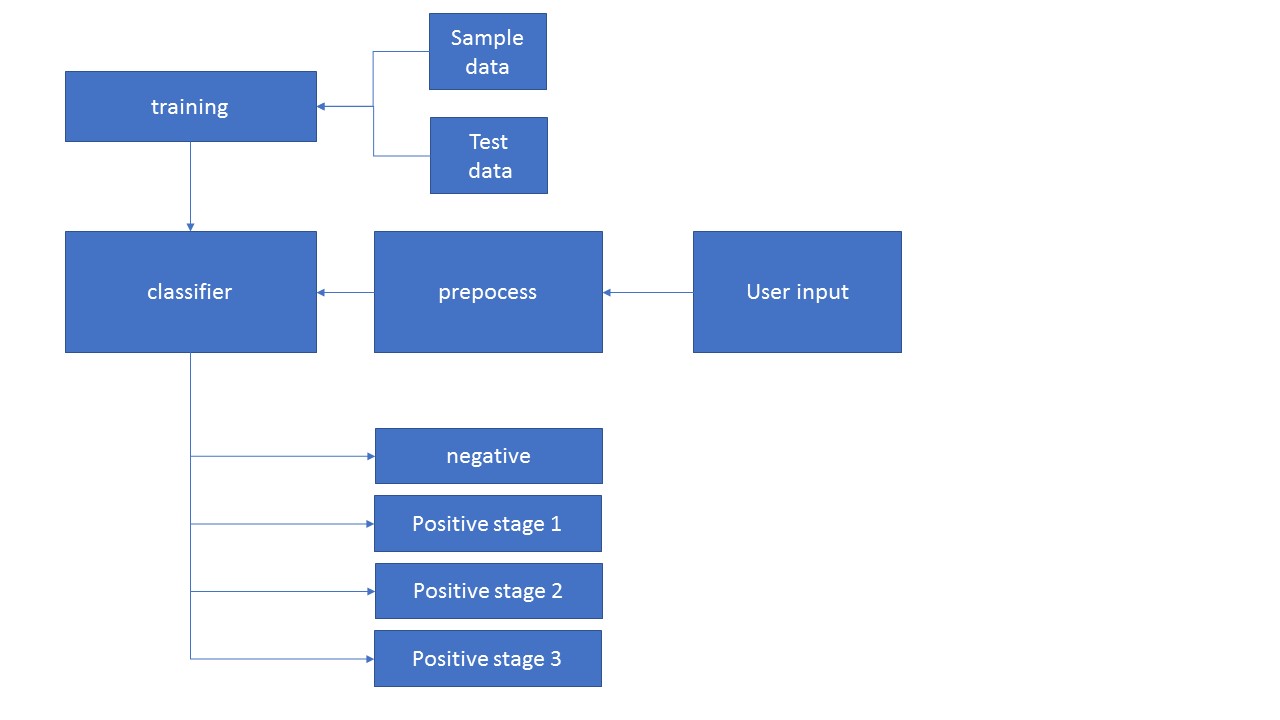 Sample
data
training
Test
data
classifier
prepocess
User input
negative
Positive stage 1
Positive stage 2
Positive stage 3